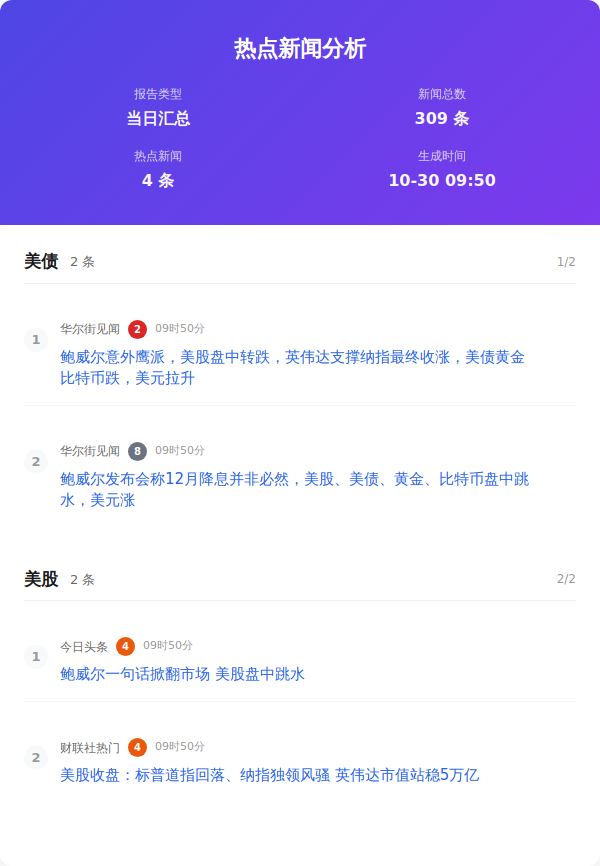 热点新闻分析
报告类型
新闻总数
当日汇总
309 条
热点新闻
生成时间
4 条
10-30 09:50
美债 2 条 1/2
1 华尔街见闻 2 09时50分
鲍威尔意外鹰派，美股盘中转跌，英伟达支撑纳指最终收涨，美债黄金
比特币跌，美元拉升
2 华尔街见闻 8 09时50分
鲍威尔发布会称12月降息并非必然，美股、美债、黄金、比特币盘中跳
水，美元涨
美股 2 条 2/2
1 今日头条 4 09时50分
鲍威尔一句话掀翻市场 美股盘中跳水
2 财联社热门 4 09时50分
美股收盘：标普道指回落、纳指独领风骚 英伟达市值站稳5万亿